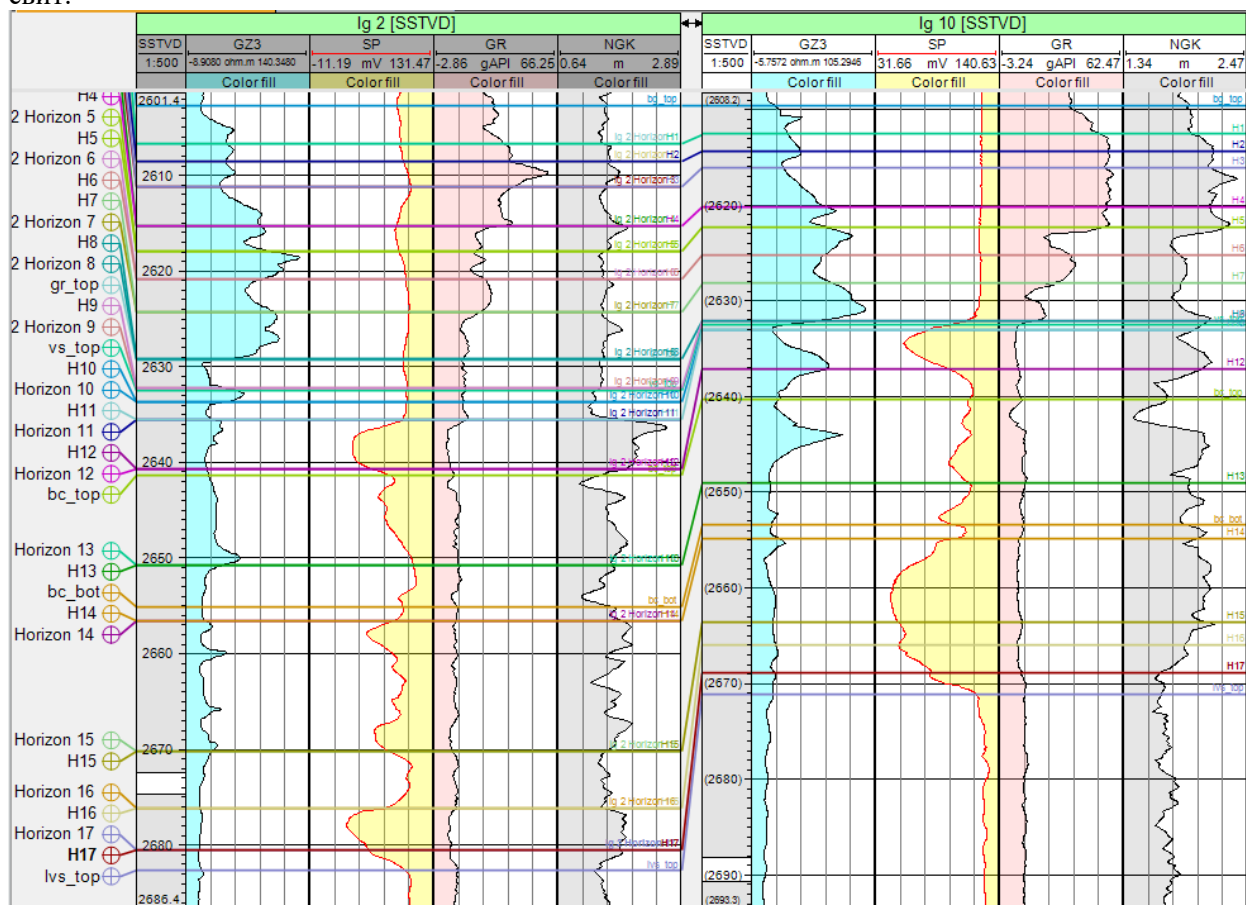 свит.
Ig 2 [SSTVD]
SSTVD GZ3 SP GR NGK
1:500 -8.9080 ohm.m 140.3480 -11.19 mV 131.47 -2.86 gAPI 66.25 0.64 m 2.89
Color fill Color fill Color fill Color fill
Ig 10 [SSTVD]
SSTVD GZ3 SP GR NGK
1:500 -5.7572 ohm.m 105.2946 31.66 mV 140.63 -3.24 gAPI 62.47 1.34 m 2.47
Color fill Color fill Color fill Color fill
H4
2 Horizon 5
H5
2 Horizon 6
H6
H7
2 Horizon 7
H8
2 Horizon 8
gr_top
H9
2 Horizon 9
vs_top
H10
Horizon 10
H11
Horizon 11
H12
Horizon 12
bc_top
Horizon 13
H13
bc_bot
H14
Horizon 14
Horizon 15
H15
Horizon 16
H16
Horizon 17
H17
lvs_top
2601.4
2610
2620
2630
2640
2650
2660
2670
2680
2686.4
bc_top
bc_bot
lvs_top
(2608.2)
(2620)
(2630)
(2640)
(2650)
(2660)
(2670)
(2680)
(2690)
(2693.3)
bc_top
H1
H2
H3
H4
H5
H6
H7
H12
bc_top
H13
bc_bot
H14
H15
H16
H17
lvs_top